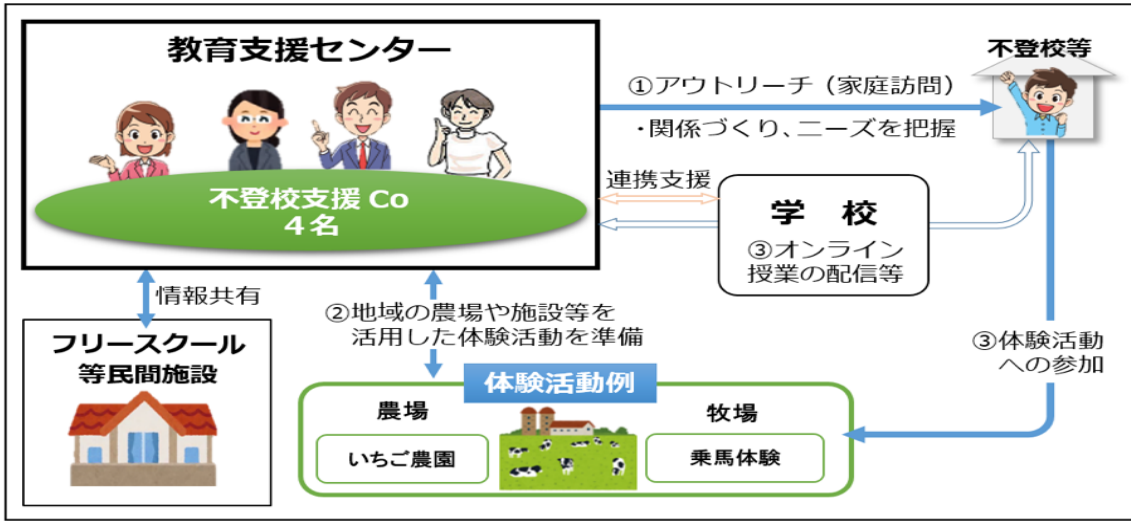 教育支援センター
不登校支援 Co
4名
不登校等
①アウトリーチ（家庭訪問）
・関係づくり、ニーズを把握
連携支援
学　校
③オンライン
授業の配信等
情報共有
②地域の農場や施設等を
活用した体験活動を準備
③体験活動
への参加
フリースクール
等民間施設
体験活動例
農場
いちご農園
牧場
乗馬体験